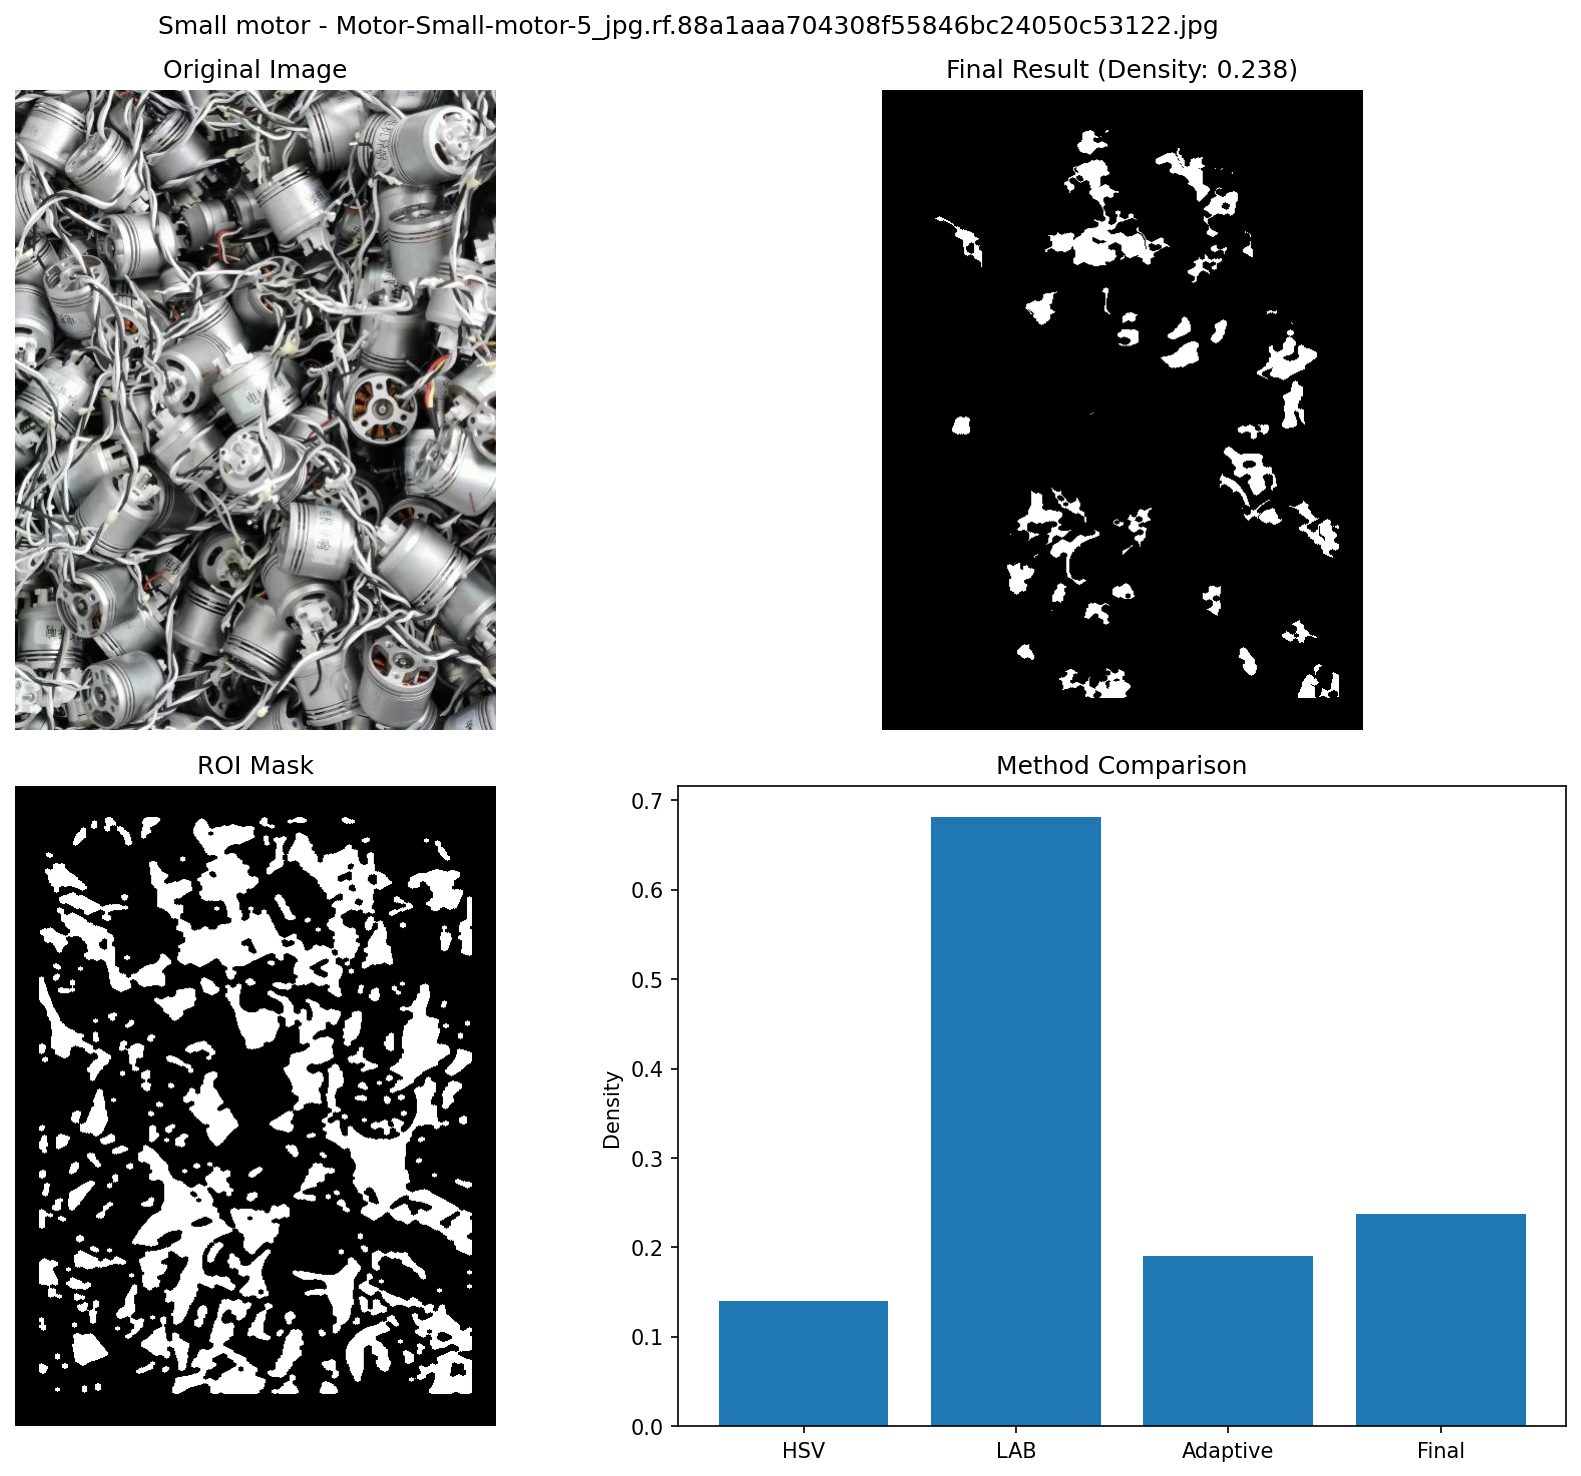 Small motor - Motor-Small-motor-5_jpg.rf.88a1aaa704308f55846bc24050c53122.jpg
Original Image
Final Result (Density: 0.238)
ROI Mask
Method Comparison
Density
0.7
0.6
0.5
0.4
0.3
0.2
0.1
0.0
HSV
LAB
Adaptive
Final